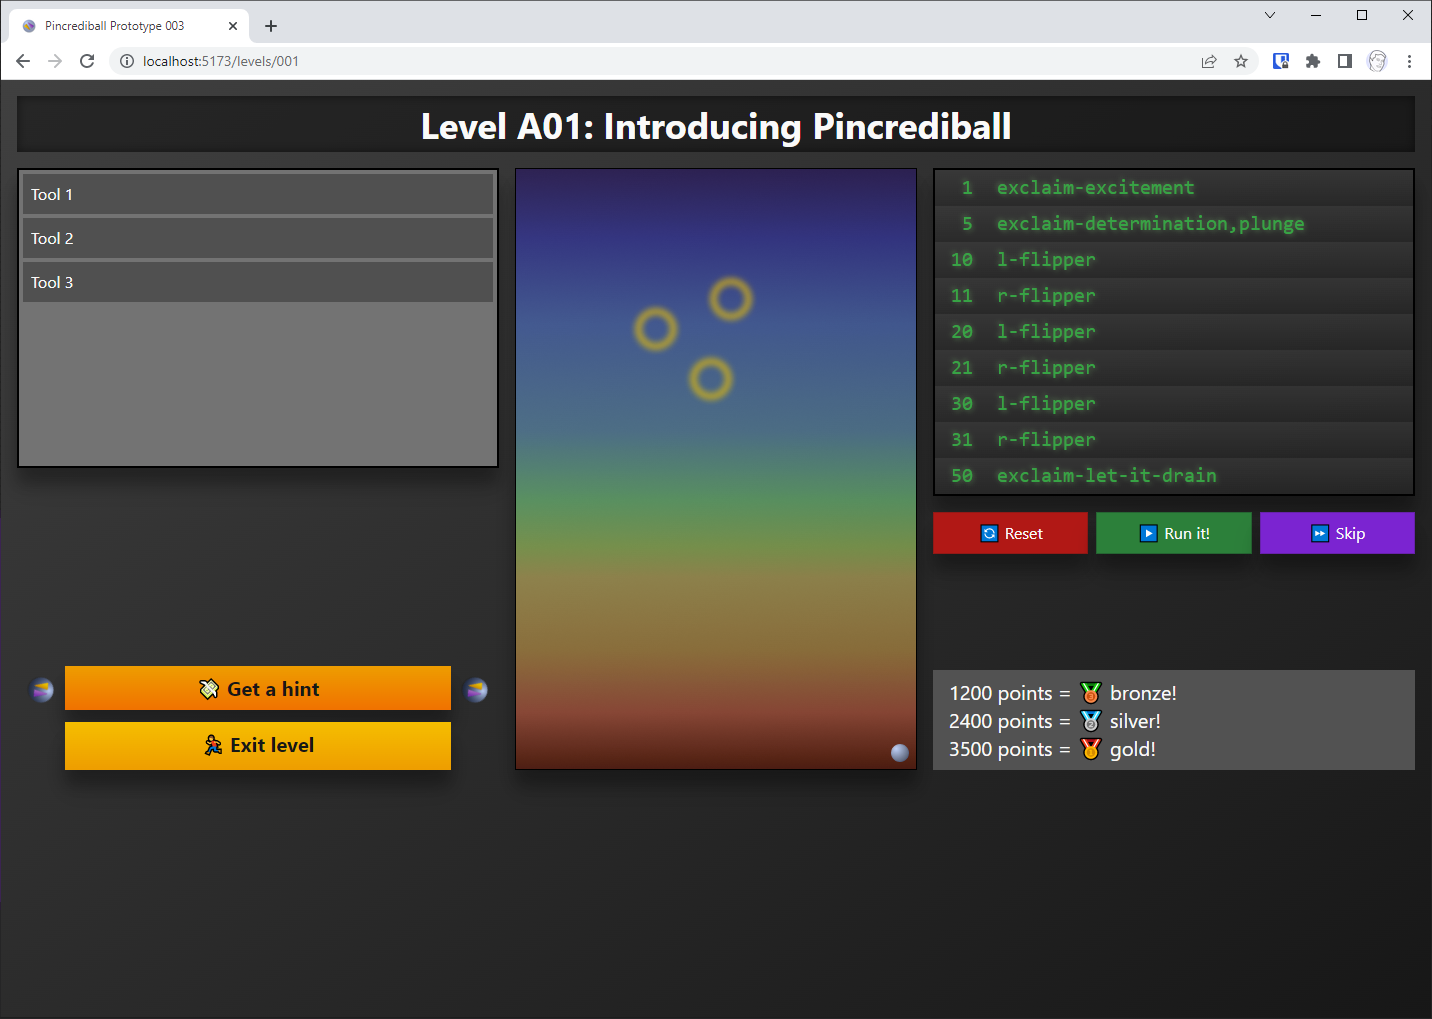 Pincrediball Prototype 003
localhost:5173/levels/001
Level A01: Introducing Pincrediball
Tool 1
Tool 2
Tool 3
Get a hint
Exit level
1 exclaim-excitement
5 exclaim-determination,plunge
10 l-flipper
11 r-flipper
20 l-flipper
21 r-flipper
30 l-flipper
31 r-flipper
50 exclaim-let-it-drain
Reset
Run it!
Skip
1200 points = 🥉 bronze!
2400 points = 🥈 silver!
3500 points = 🥇 gold!